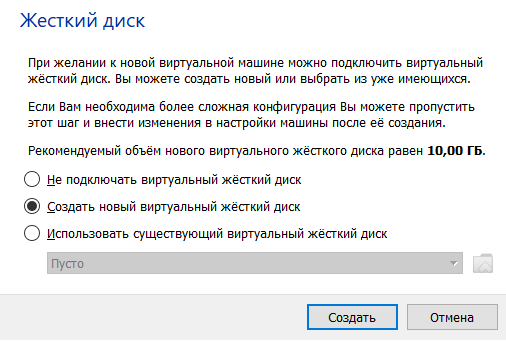 Жесткий диск
При желании к новой виртуальной машине можно подключить виртуальный
жёсткий диск. Вы можете создать новый или выбрать из уже имеющихся.
Если Вам необходима более сложная конфигурация Вы можете пропустить
этот шаг и внести изменения в настройки машины после её создания.
Рекомендуемый объём нового виртуального жёсткого диска равен 10,00 ГБ.
Не подключать виртуальный жёсткий диск
Создать новый виртуальный жёсткий диск
Использовать существующий виртуальный жёсткий диск
Пусто
Создать
Отмена